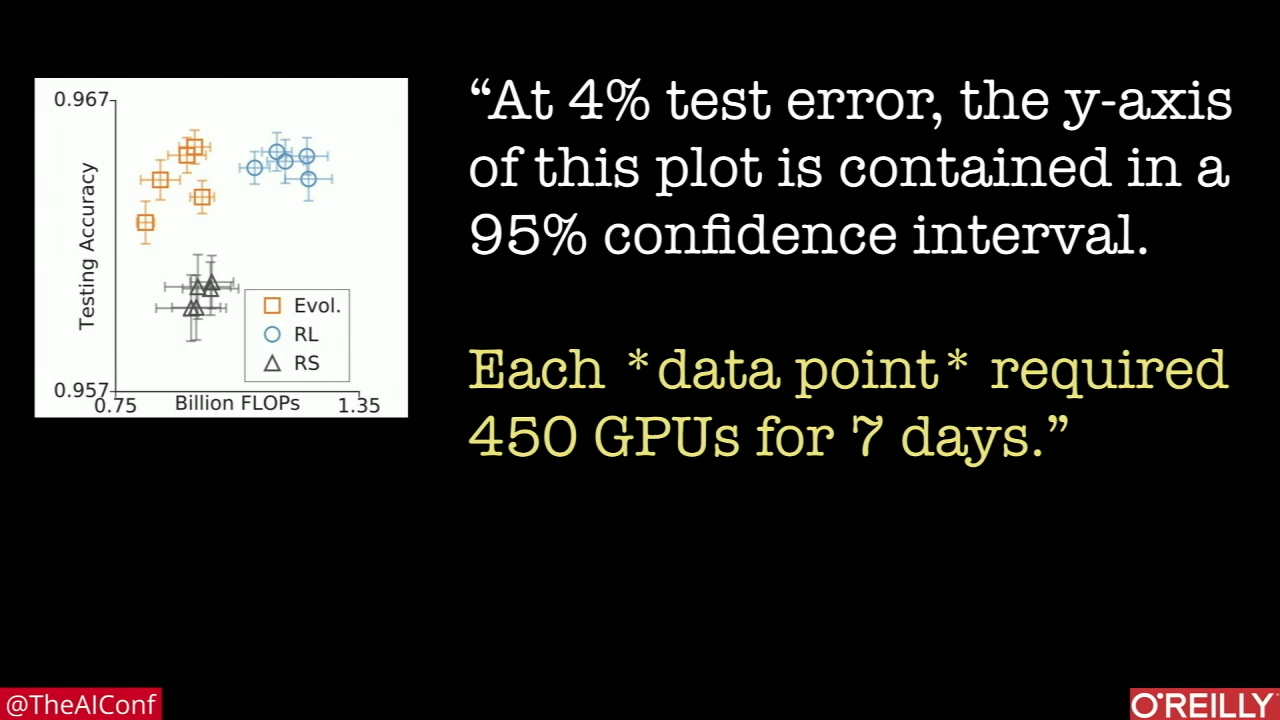 0.967
Testing Accuracy
0.957
0.75
Billion FLOPs
1.35
Evol.
RL
RS
“At 4% test error, the y-axis
of this plot is contained in a
95% confidence interval.
Each *data point* required
450 GPUs for 7 days.”
@TheAIConf
O'REILLY